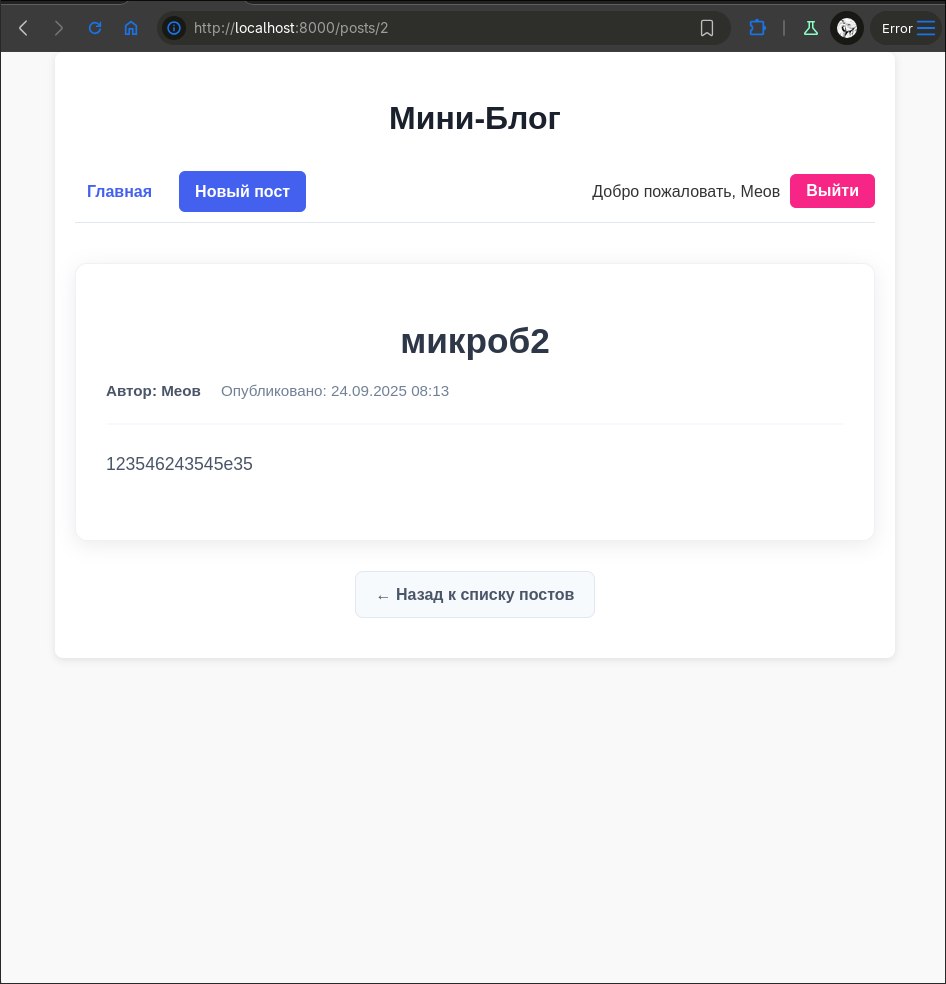 http://localhost:8000/posts/2
Error
Мини-Блог
Главная
Новый пост
Добро пожаловать, Меов
Выйти
микроб2
Автор: Меов
Опубликовано: 24.09.2025 08:13
123546243545е35
← Назад к списку постов